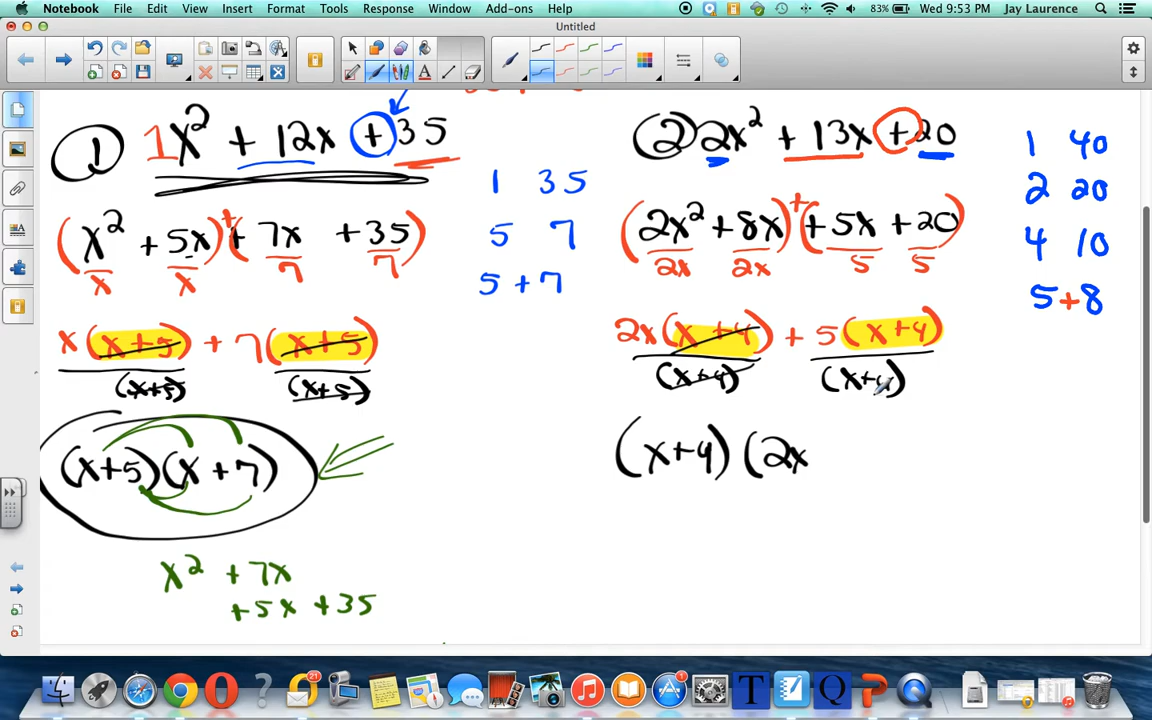 Notebook File Edit View Insert Format Tools Response Window Add-ons Help 83% Wed 9:53 PM Jay Laurence
Untitled
① 1x² + 12x + 35
(x² + 5x) + (+ 7x + 35)
x x 7 7
x(x+5) + 7(x+5)
(x+5) (x+5)
(x+5)(x+7)
x² + 7x
+5x +35
1 35
5 7
5 + 7
② 2x² + 13x + 20
(2x² + 8x) + (+5x + 20)
2x 2x 5 5
2x(x+4) + 5(x+4)
(x+4) (x+4)
(x+4)(2x
1 40
2 20
4 10
5+8
21